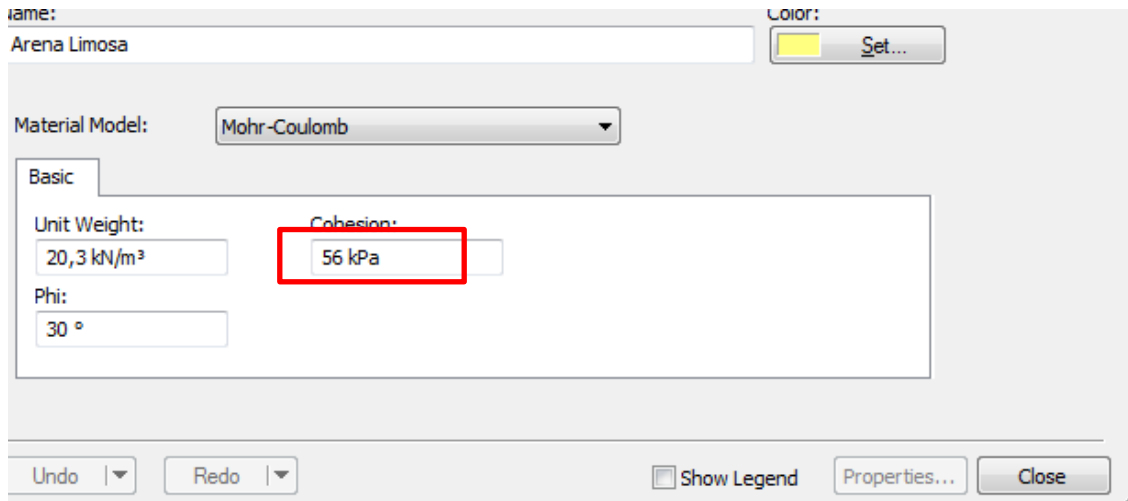 Name:
Color:
Arena Limosa
Set...
Material Model:
Mohr-Coulomb
Basic
Unit Weight:
Cohesion:
20,3 kN/m³
56 kPa
Phi:
30 º
Undo
Redo
Show Legend
Properties...
Close